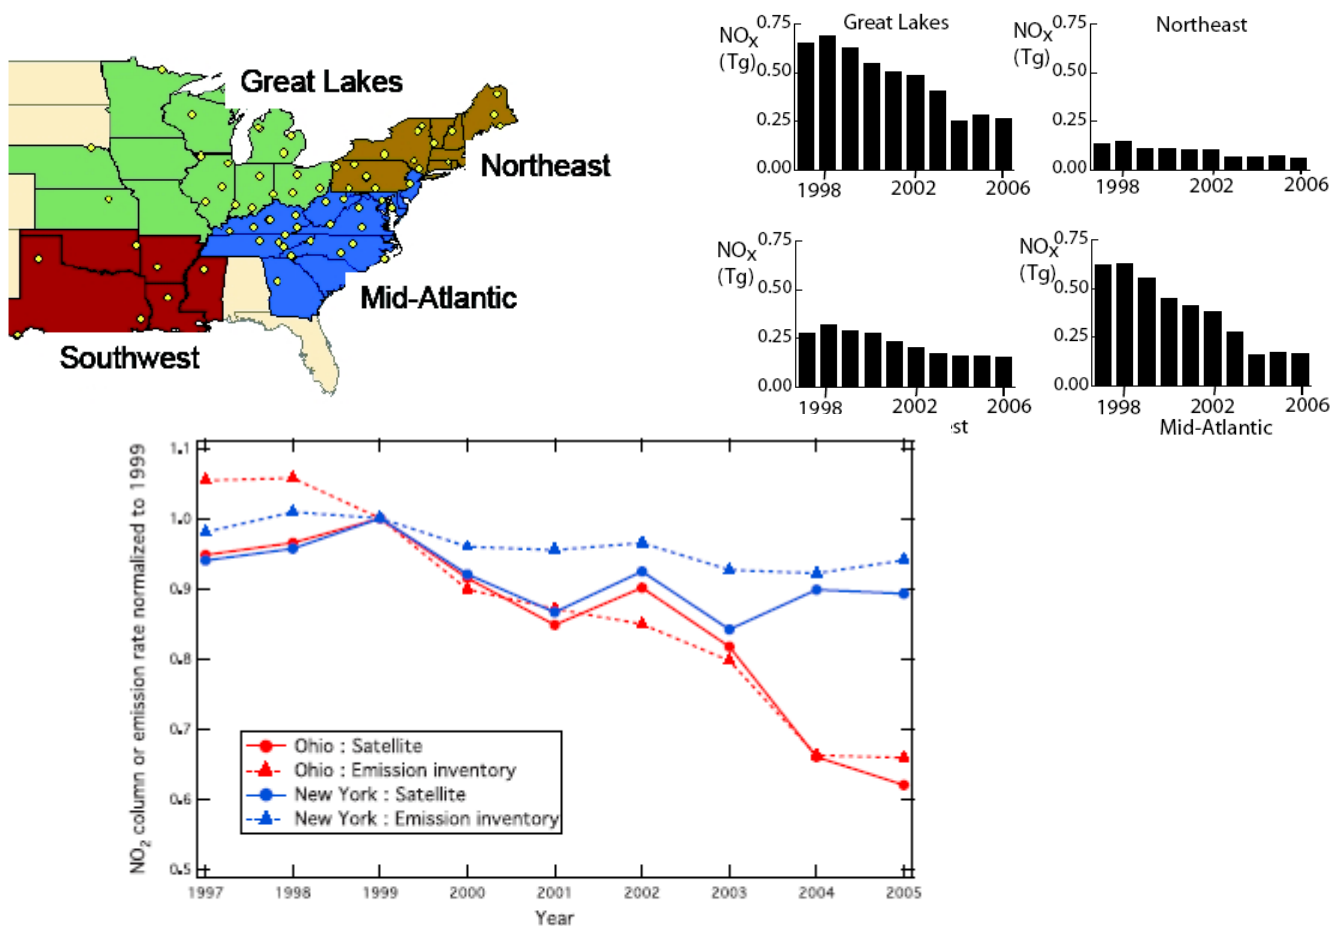 Great Lakes
Northeast
Mid-Atlantic
Southwest
Great Lakes
NOx
(Tg)
0.75
0.50
0.25
0.00
1998
2002
2006
Northeast
NOx
(Tg)
0.75
0.50
0.25
0.00
1998
2002
2006
NOx
(Tg)
0.75
0.50
0.25
0.00
1998
2002
2006
est
NOx
(Tg)
0.75
0.50
0.25
0.00
1998
2002
2006
Mid-Atlantic
NO2 column or emission rate normalized to 1999
1.1
1.0
0.9
0.8
0.7
0.6
0.5
Ohio : Satellite
Ohio : Emission inventory
New York : Satellite
New York : Emission inventory
1997
1998
1999
2000
2001
2002
2003
2004
2005
Year